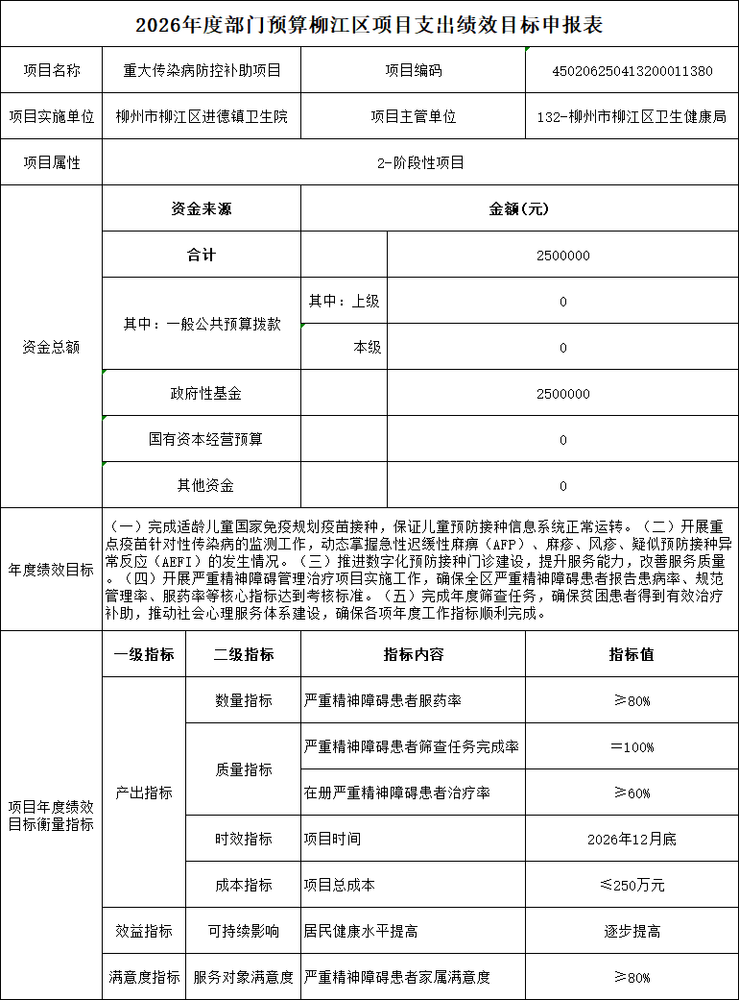 2026年度部门预算柳江区项目支出绩效目标申报表
项目名称 重大传染病防控补助项目 项目编码 450206250413200011380
项目实施单位 柳州市柳江区进德镇卫生院 项目主管单位 132-柳州市柳江区卫生健康局
项目属性 2-阶段性项目
资金总额
资金来源 金额(元)
合计 2500000
其中：一般公共预算拨款
其中：上级 0
本级 0
政府性基金 2500000
国有资本经营预算 0
其他资金 0
年度绩效目标
（一）完成适龄儿童国家免疫规划疫苗接种，保证儿童预防接种信息系统正常运转。（二）开展重
点疫苗针对性传染病的监测工作，动态掌握急性迟缓性麻痹（AFP）、麻疹、风疹、疑似预防接种异
常反应（AEFI）的发生情况。（三）推进数字化预防接种门诊建设，提升服务能力，改善服务质量
。（四）开展严重精神障碍管理治疗项目实施工作，确保全区严重精神障碍患者报告患病率、规范
管理率、服药率等核心指标达到考核标准。（五）完成年度筛查任务，确保贫困患者得到有效治疗
补助，推动社会心理服务体系建设，确保各项年度工作指标顺利完成。
项目年度绩效
目标衡量指标
一级指标 二级指标 指标内容 指标值
产出指标
数量指标 严重精神障碍患者服药率 ≥80%
质量指标
严重精神障碍患者筛查任务完成率 ＝100%
在册严重精神障碍患者治疗率 ≥60%
时效指标 项目时间 2026年12月底
成本指标 项目总成本 ≤250万元
效益指标 可持续影响 居民健康水平提高 逐步提高
满意度指标 服务对象满意度 严重精神障碍患者家属满意度 ≥80%